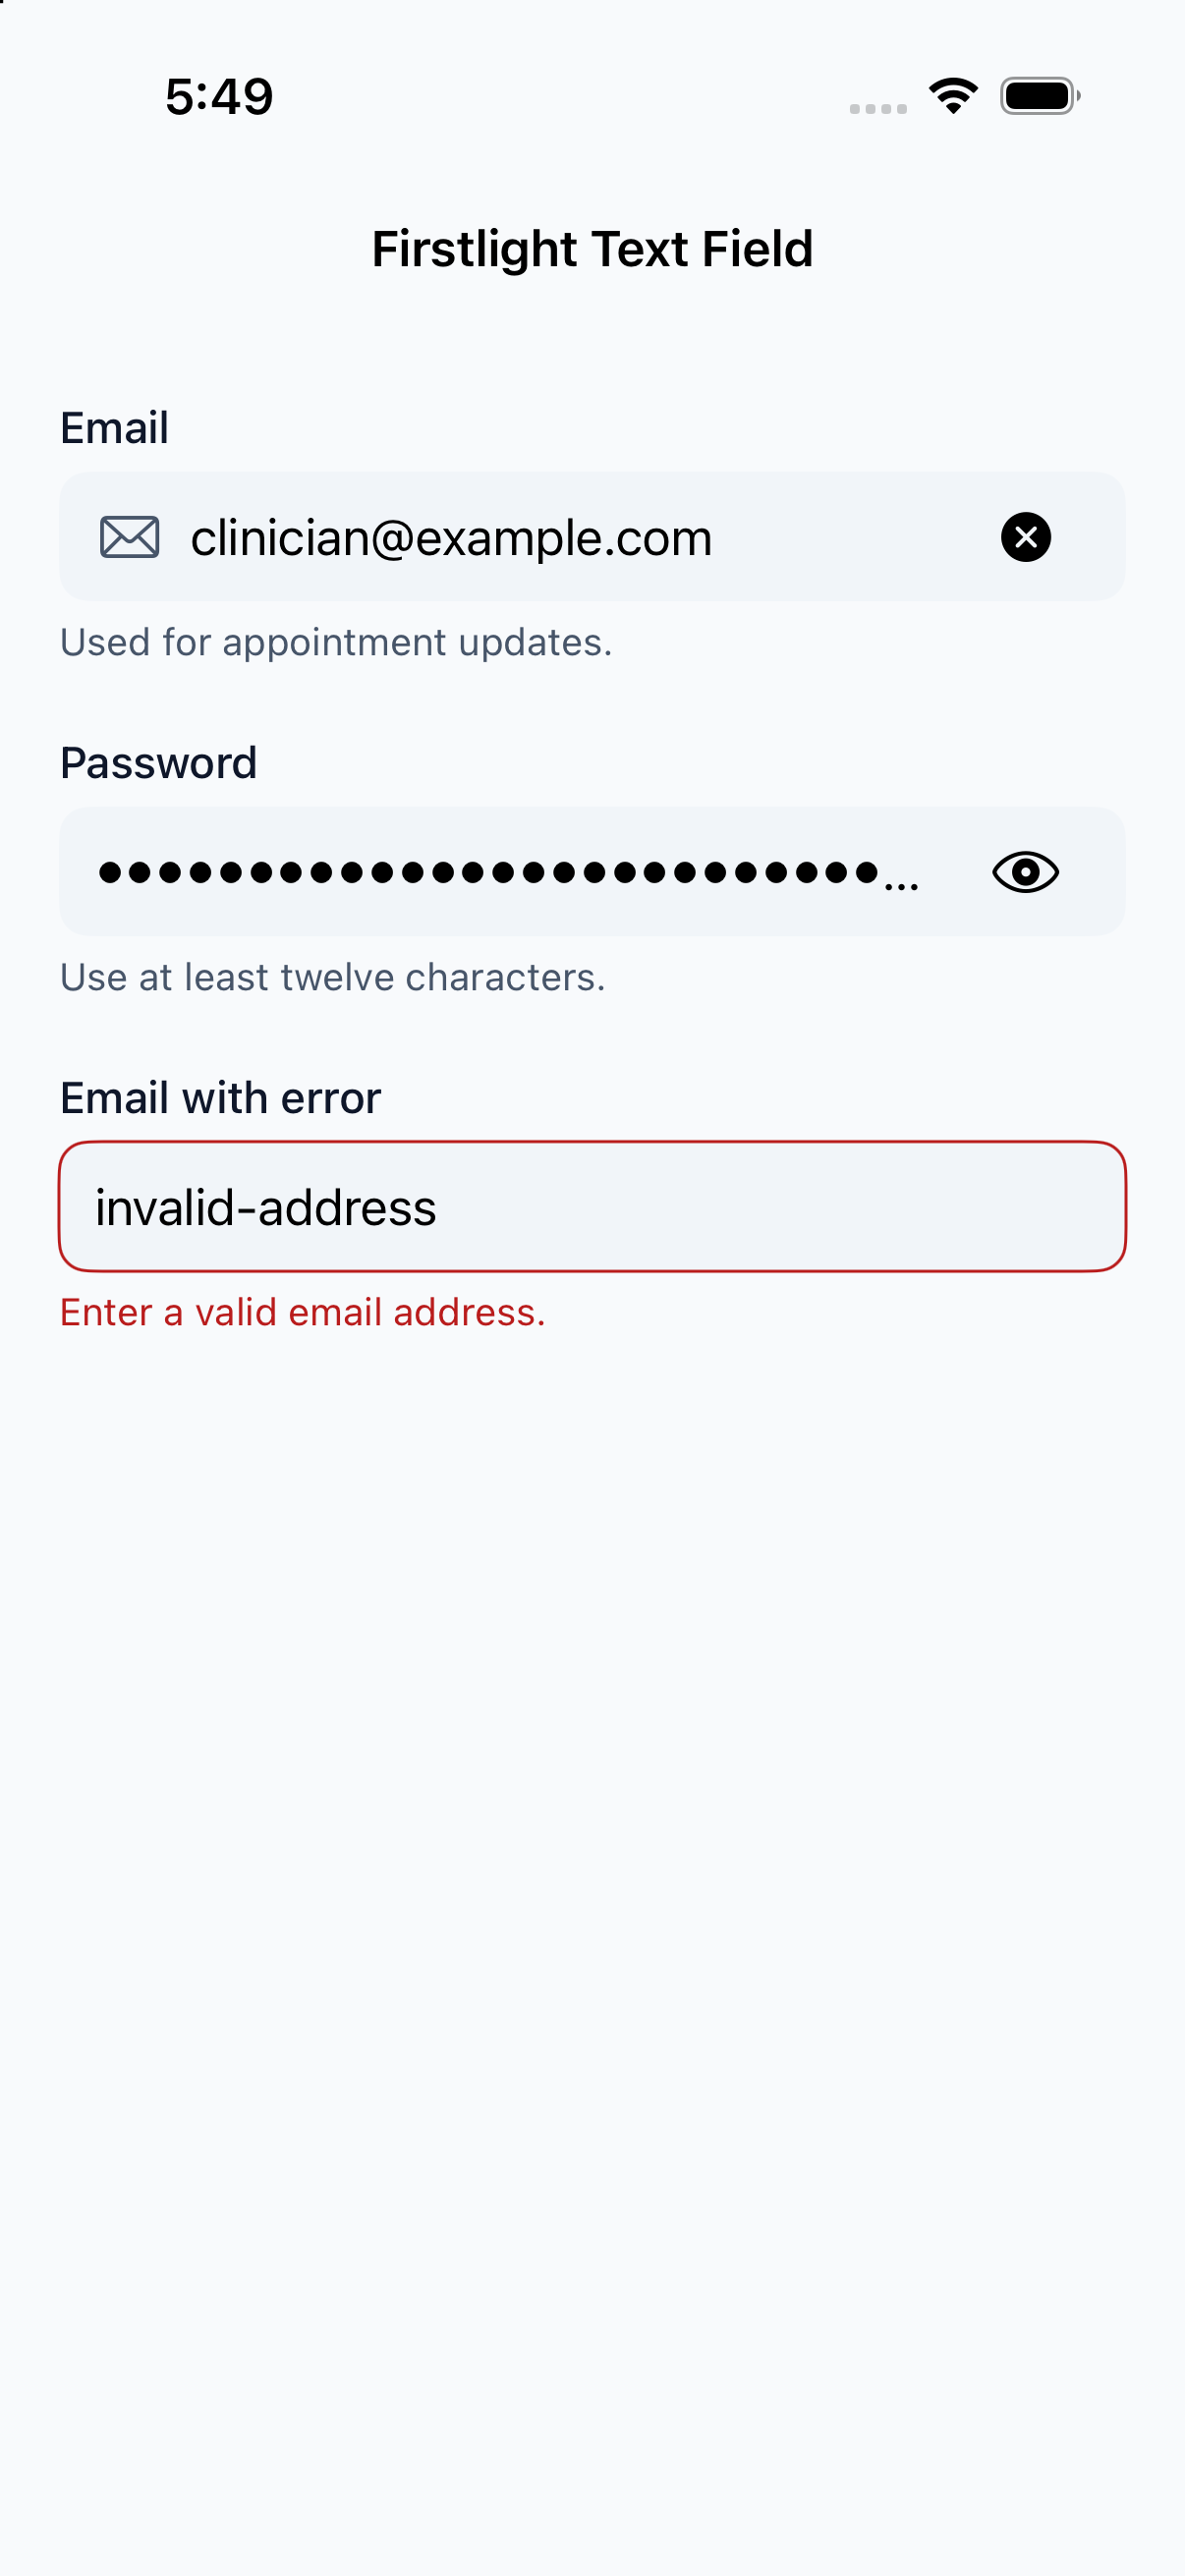 5:49
Firstlight Text Field
Email
clinician@example.com
Used for appointment updates.
Password
●●●●●●●●●●●●●●●●●●●●●●●●●●...
Use at least twelve characters.
Email with error
invalid-address
Enter a valid email address.